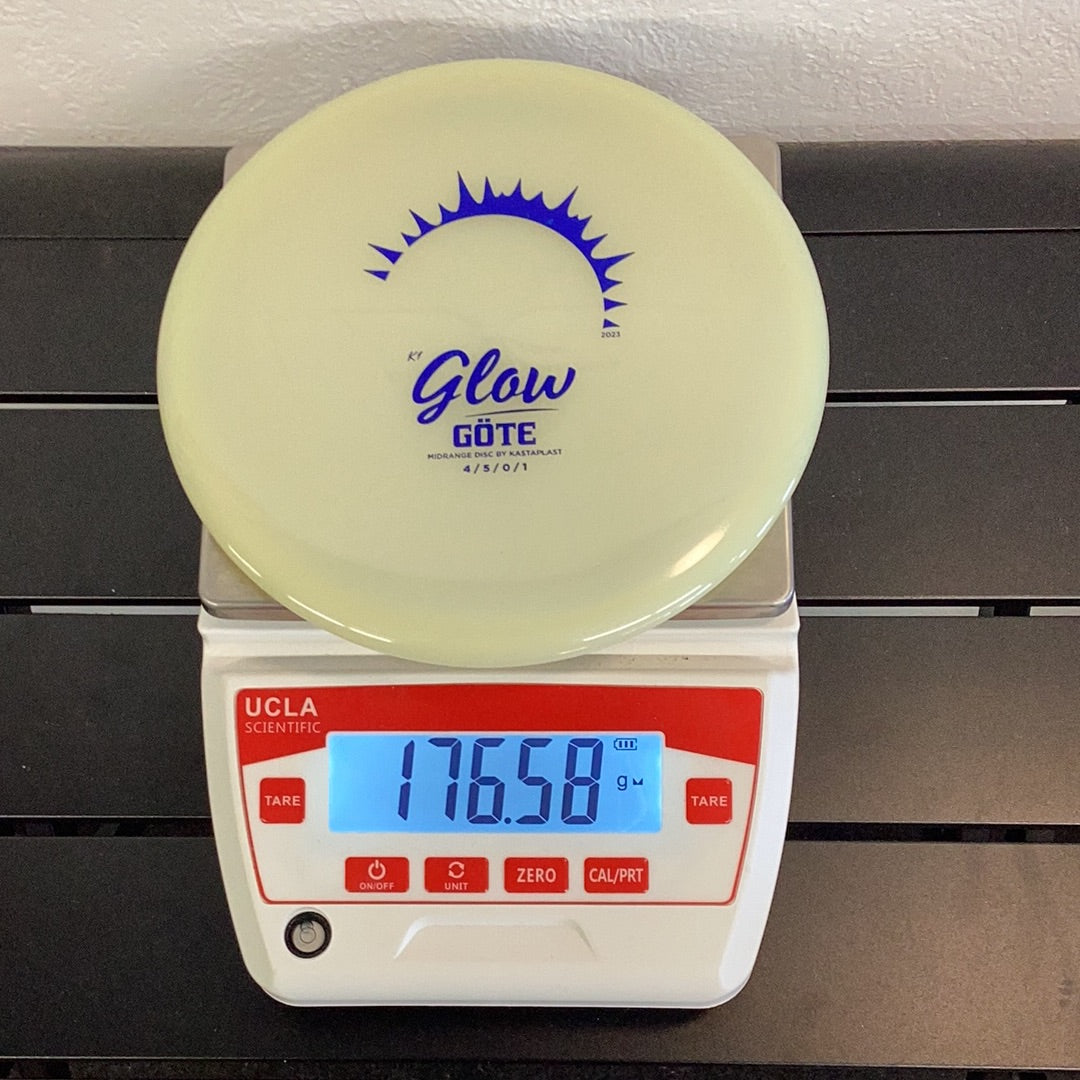 2023
K1
Glow
GÖTE
MIDRANGE DISC BY KASTAPLAST
4/5/0/1
UCLA
SCIENTIFIC
176.58
g
TARE
TARE
ON/OFF
UNIT
ZERO
CAL/PRT